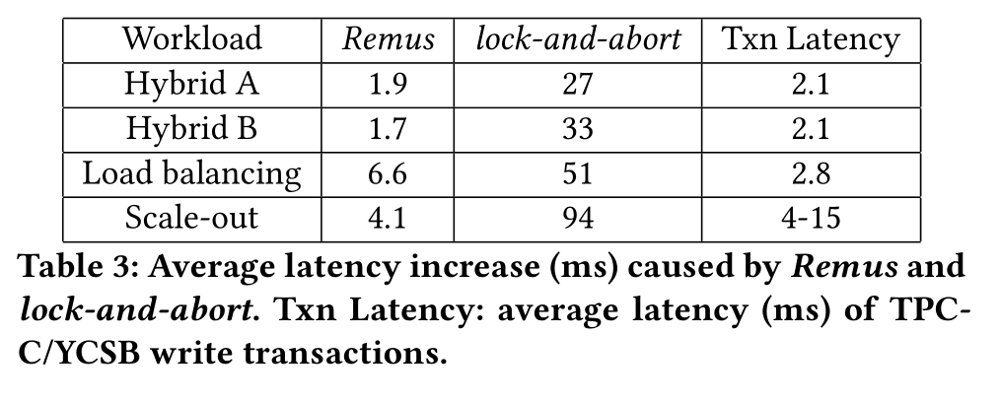 Workload Remus lock-and-abort Txn Latency
Hybrid A 1.9 27 2.1
Hybrid B 1.7 33 2.1
Load balancing 6.6 51 2.8
Scale-out 4.1 94 4-15
Table 3: Average latency increase (ms) caused by Remus and
lock-and-abort. Txn Latency: average latency (ms) of TPC-
C/YCSB write transactions.